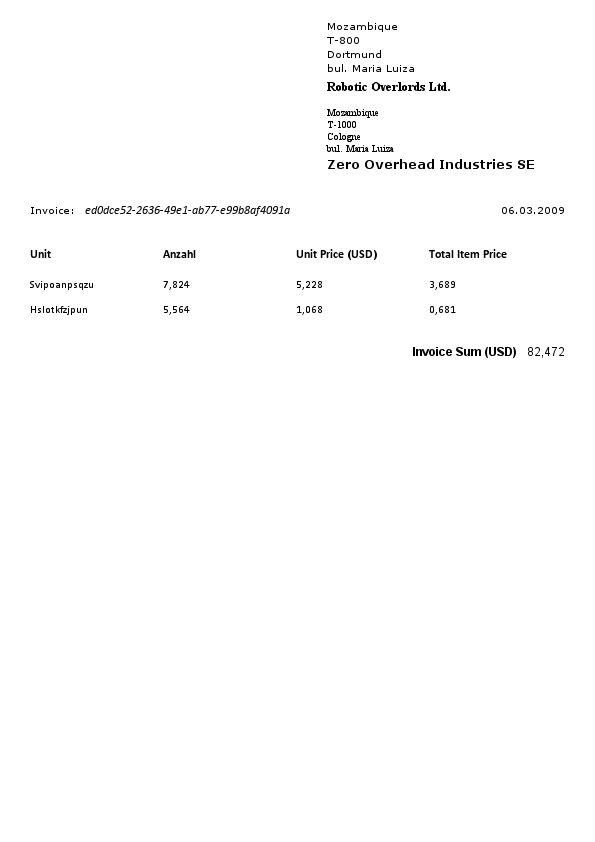 Mozambique
T-800
Dortmund
bul. Maria Luiza
Robotic Overlords Ltd.
Mozambique
T-1000
Cologne
bul. Maria Luiza
Zero Overhead Industries SE
Invoice: ed0dce52-2636-49e1-ab77-e99b8af4091a 06.03.2009
Unit Anzahl Unit Price (USD) Total Item Price
Svipoanpsqzu 7,824 5,228 3,689
Hslotkfzjpun 5,564 1,068 0,681
Invoice Sum (USD) 82,472